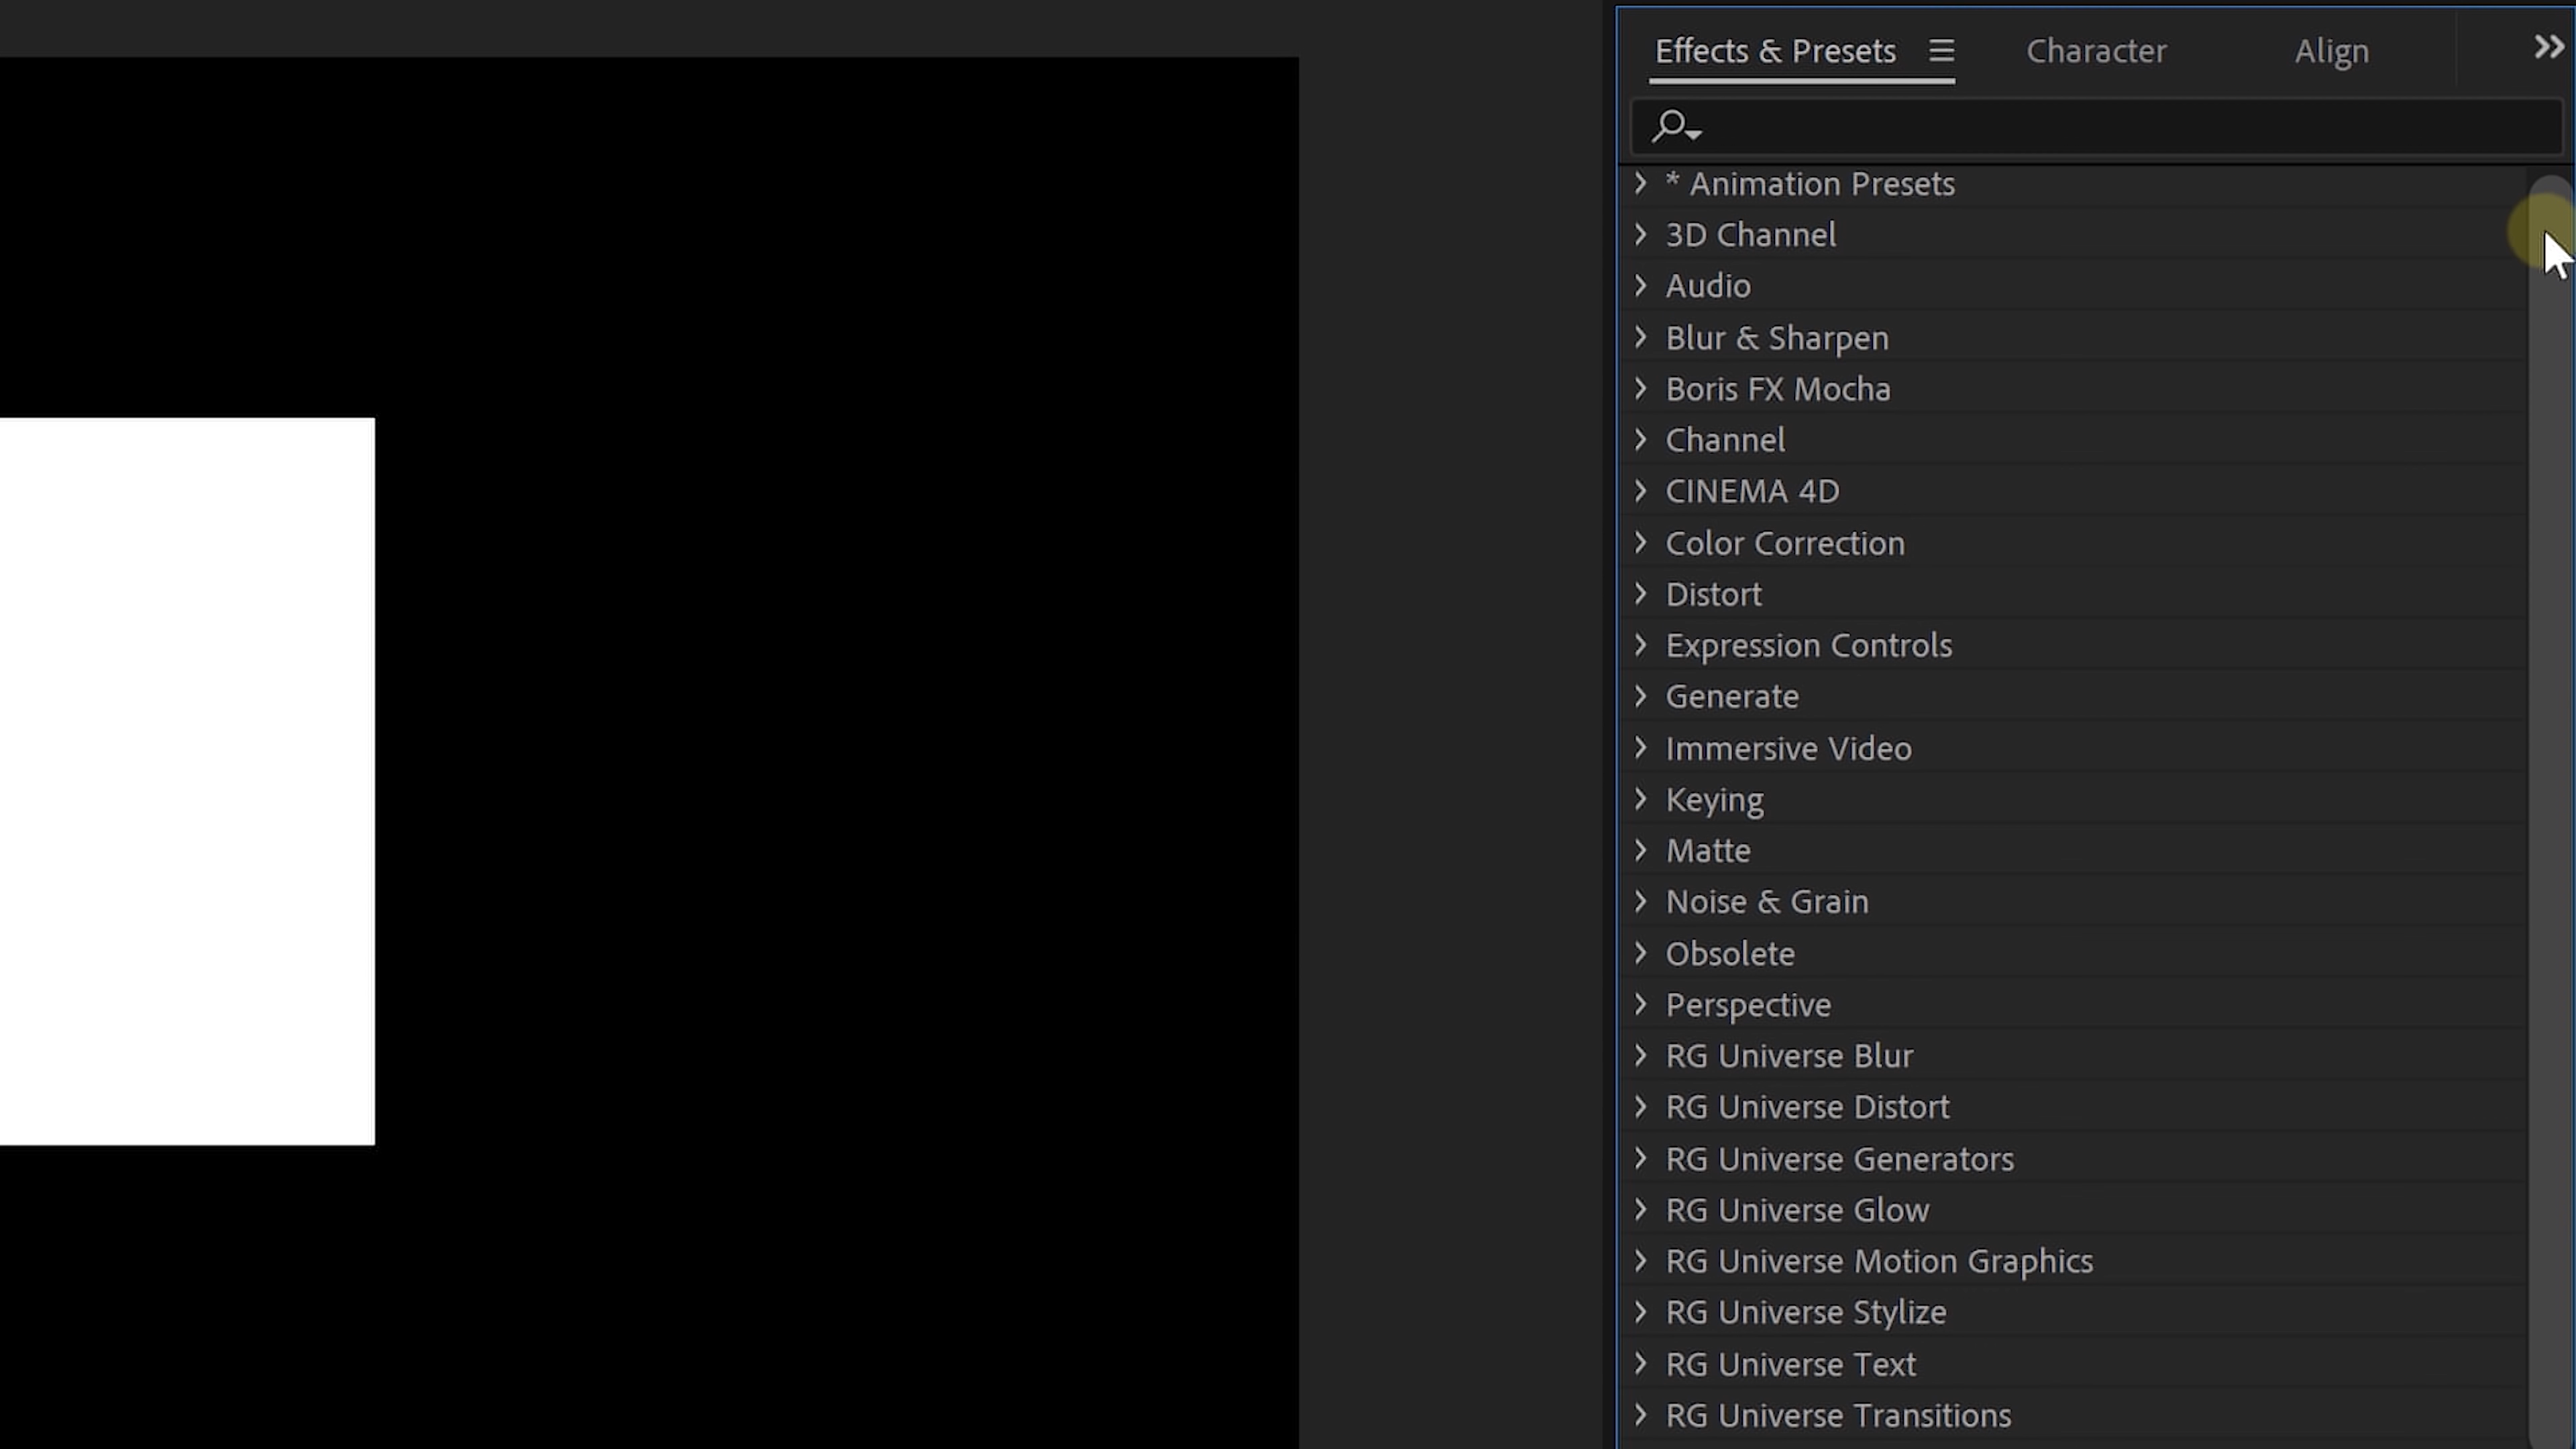 Effects & Presets
Character
Align
* Animation Presets
3D Channel
Audio
Blur & Sharpen
Boris FX Mocha
Channel
CINEMA 4D
Color Correction
Distort
Expression Controls
Generate
Immersive Video
Keying
Matte
Noise & Grain
Obsolete
Perspective
RG Universe Blur
RG Universe Distort
RG Universe Generators
RG Universe Glow
RG Universe Motion Graphics
RG Universe Stylize
RG Universe Text
RG Universe Transitions